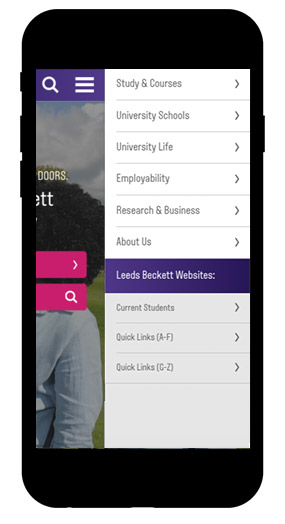 Study & Courses
University Schools
University Life
Employability
Research & Business
About Us
Leeds Beckett Websites:
Current Students
Quick Links (A-F)
Quick Links (G-Z)
DOORS.
ett